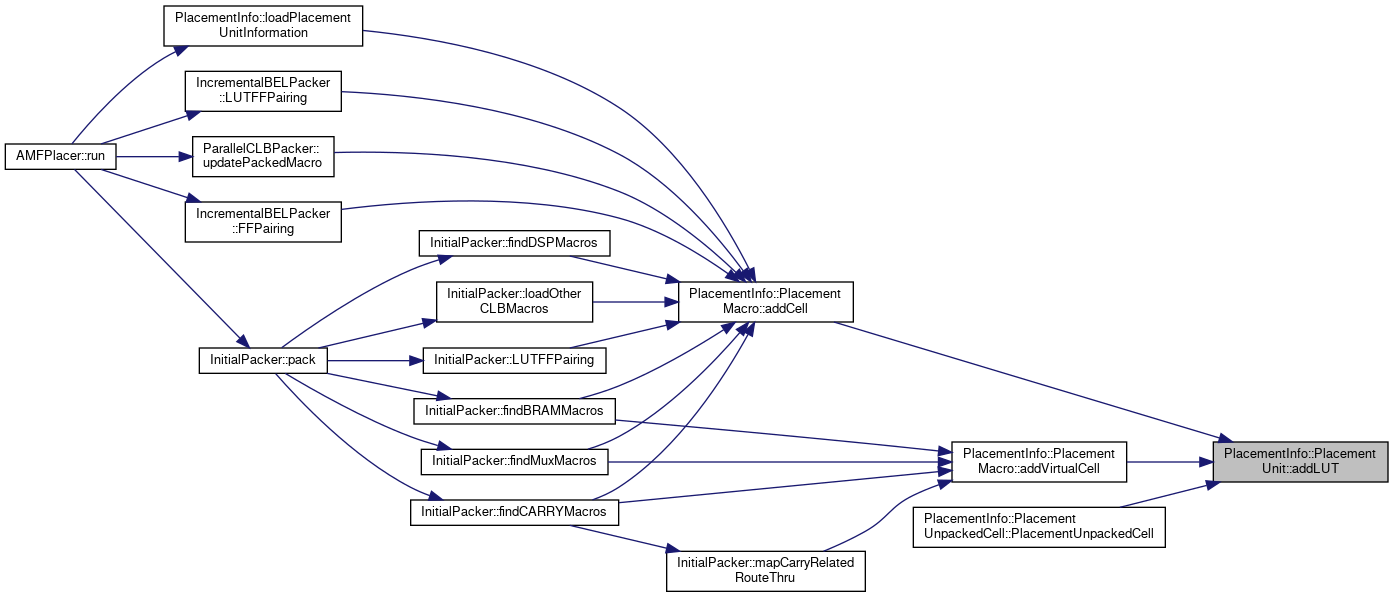 PlacementInfo::loadPlacement
UnitInformation
IncrementalBELPacker
::LUTFFPairing
AMFPlacer::run
ParallelCLBPacker::
updatePackedMacro
IncrementalBELPacker
::FFPairing
InitialPacker::findDSPMacros
InitialPacker::loadOther
CLBMacros
PlacementInfo::Placement
Macro::addCell
InitialPacker::pack
InitialPacker::LUTFFPairing
InitialPacker::findBRAMMacros
InitialPacker::findMuxMacros
PlacementInfo::Placement
Macro::addVirtualCell
PlacementInfo::Placement
Unit::addLUT
InitialPacker::findCARRYMacros
PlacementInfo::Placement
UnpackedCell::PlacementUnpackedCell
InitialPacker::mapCarryRelated
RouteThru